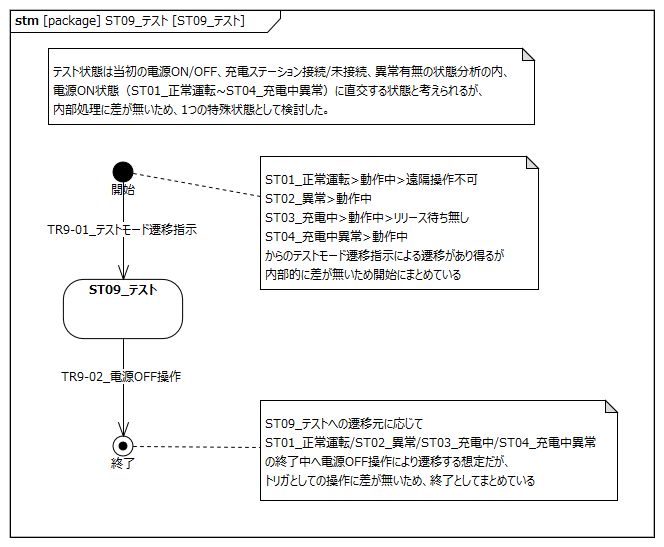 stm [package] ST09_テスト [ST09_テスト]
テスト状態は当初の電源ON/OFF、充電ステーション接続/未接続、異常有無の状態分析の内、
電源ON状態（ST01_正常運転~ST04_充電中異常）に直交する状態と考えられるが、
内部処理に差が無いため、1つの特殊状態として検討した。
開始
ST01_正常運転>動作中>遠隔操作不可
ST02_異常>動作中
ST03_充電中>動作中>リリース待ち無し
ST04_充電中異常>動作中
からのテストモード遷移指示による遷移があり得るが
内部的に差が無いため開始にまとめている
TR9-01_テストモード遷移指示
ST09_テスト
TR9-02_電源OFF操作
終了
ST09_テストへの遷移元に応じて
ST01_正常運転/ST02_異常/ST03_充電中/ST04_充電中異常
の終了中へ電源OFF操作により遷移する想定だが、
トリガとしての操作に差が無いため、終了としてまとめている